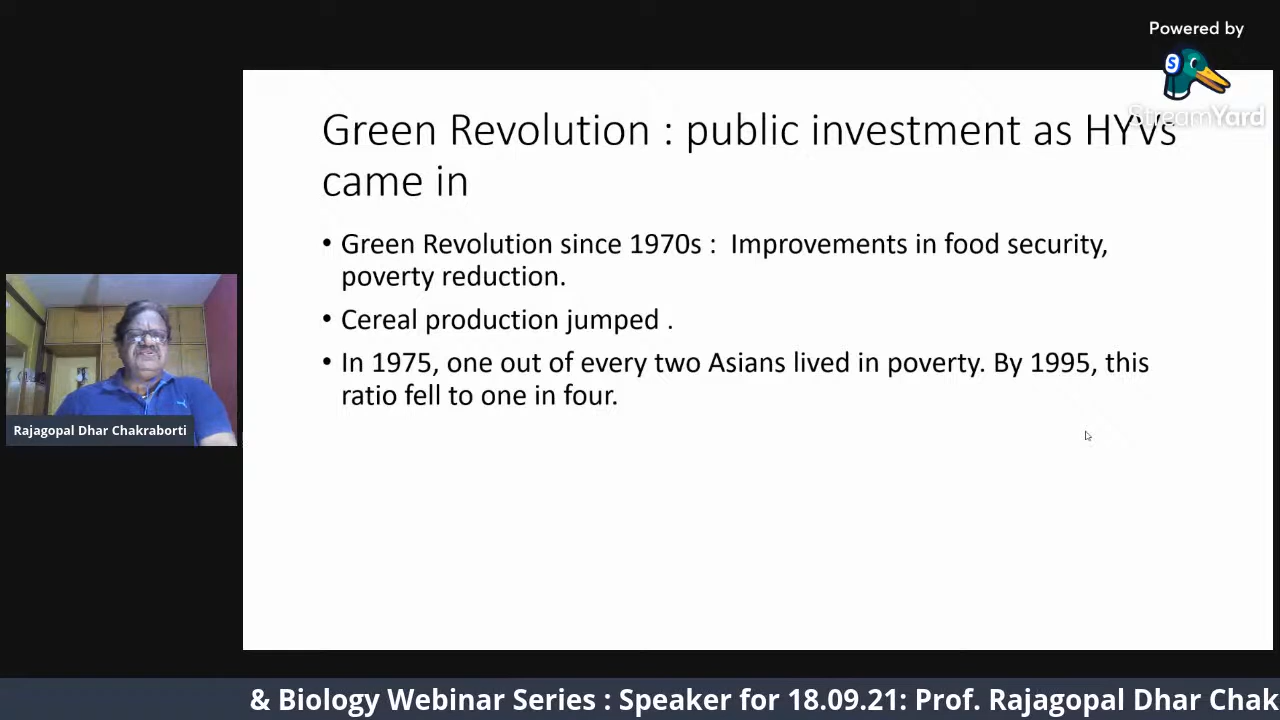 Powered by
StreamYard
Green Revolution : public investment as HYVs
came in
• Green Revolution since 1970s : Improvements in food security,
poverty reduction.
• Cereal production jumped .
• In 1975, one out of every two Asians lived in poverty. By 1995, this
ratio fell to one in four.
Rajagopal Dhar Chakraborti
& Biology Webinar Series : Speaker for 18.09.21: Prof. Rajagopal Dhar Chak